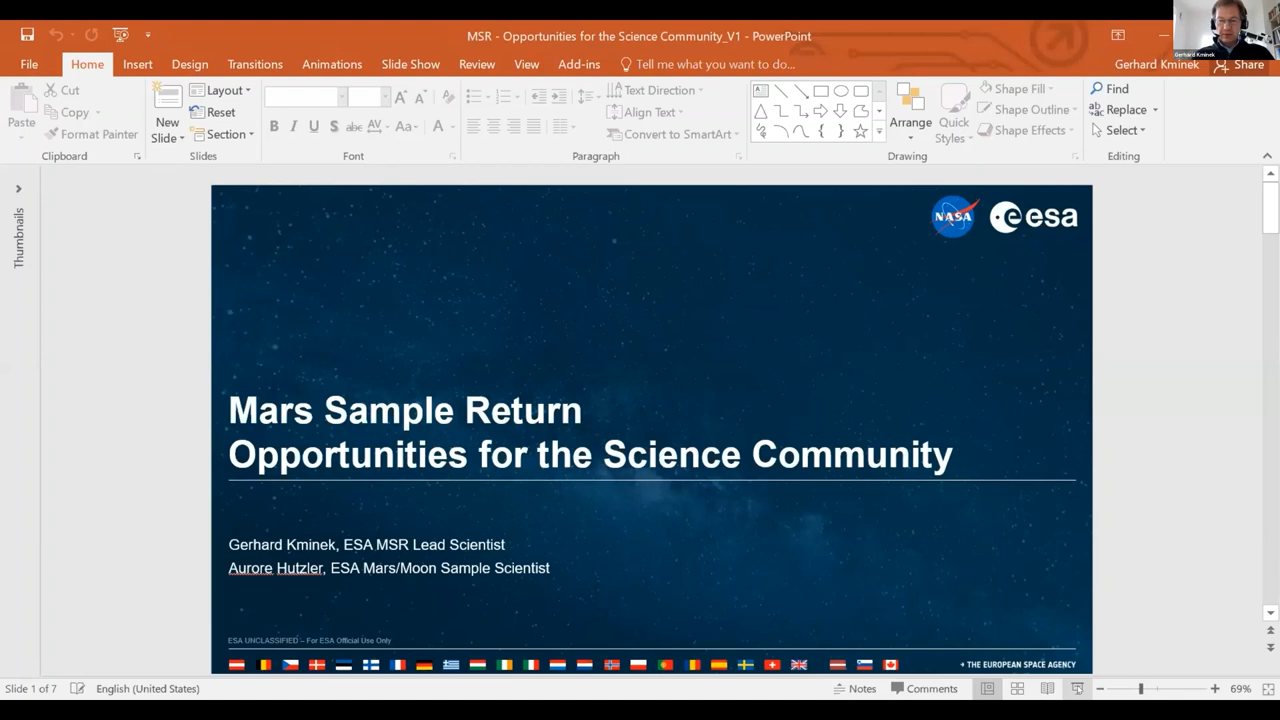 MSR - Opportunities for the Science Community_V1 - PowerPoint
Gerhard Kminek
File Home Insert Design Transitions Animations Slide Show Review View Add-ins Tell me what you want to do... Gerhard Kminek Share
Paste
Cut
Copy
Format Painter
Clipboard
New Slide
Layout
Reset
Section
Slides
B I U S abc AV Aa A
Font
Text Direction
Align Text
Convert to SmartArt
Paragraph
Arrange
Quick Styles
Shape Fill
Shape Outline
Shape Effects
Drawing
Find
Replace
Select
Editing
Thumbnails
NASA esa
Mars Sample Return
Opportunities for the Science Community
Gerhard Kminek, ESA MSR Lead Scientist
Aurore Hutzler, ESA Mars/Moon Sample Scientist
ESA UNCLASSIFIED – For ESA Official Use Only
THE EUROPEAN SPACE AGENCY
Slide 1 of 7 English (United States) Notes Comments 69%